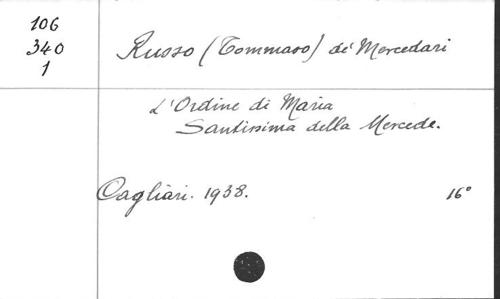 106
340
1
Russo (Tommaso) de' Mercedari
L'Ordine di Maria
Santissima della Mercede.
Cagliari. 1938.
16°